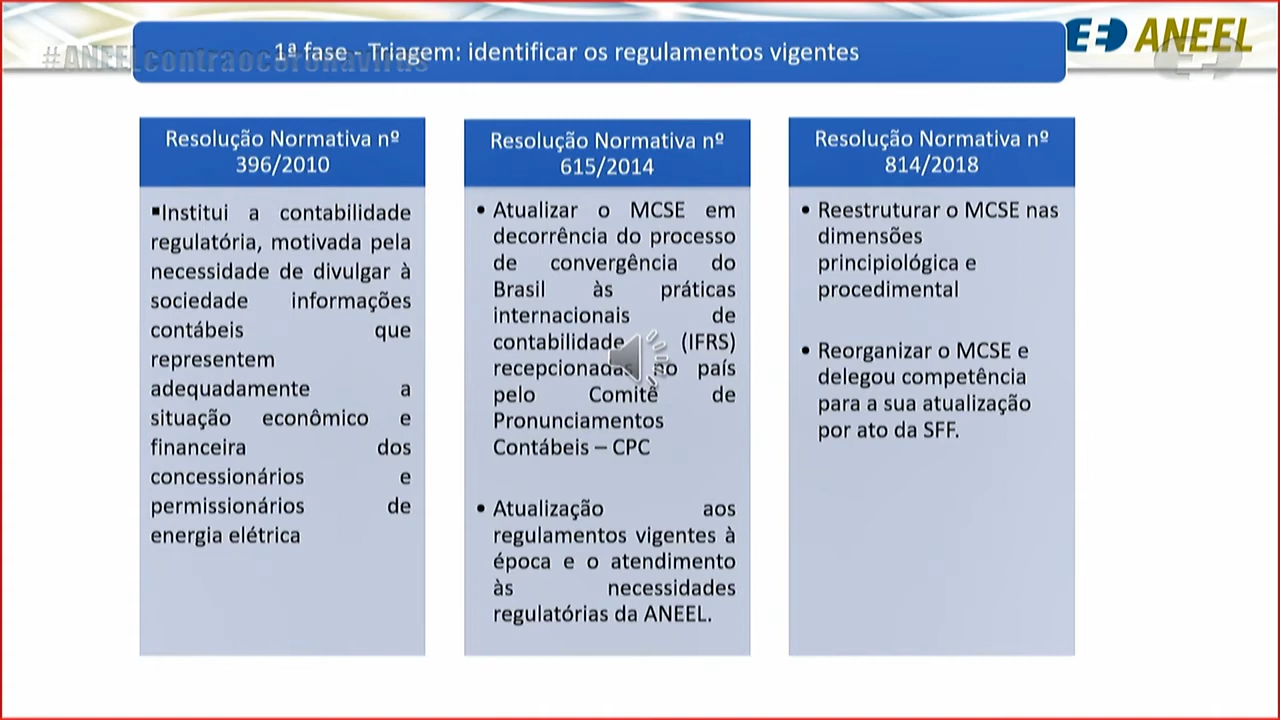 1ª fase - Triagem: identificar os regulamentos vigentes
#ANEELcontraocoronavírus
ANEEL
Resolução Normativa nº
396/2010
▪Institui a contabilidade
regulatória, motivada pela
necessidade de divulgar à
sociedade informações
contábeis que
representem
adequadamente a
situação econômico e
financeira dos
concessionários e
permissionários de
energia elétrica
Resolução Normativa nº
615/2014
• Atualizar o MCSE em
decorrência do processo
de convergência do
Brasil às práticas
internacionais de
contabilidade (IFRS)
recepcionadas no país
pelo Comitê de
Pronunciamentos
Contábeis – CPC
• Atualização aos
regulamentos vigentes à
época e o atendimento
às necessidades
regulatórias da ANEEL.
Resolução Normativa nº
814/2018
• Reestruturar o MCSE nas
dimensões
principiológica e
procedimental
• Reorganizar o MCSE e
delegou competência
para a sua atualização
por ato da SFF.